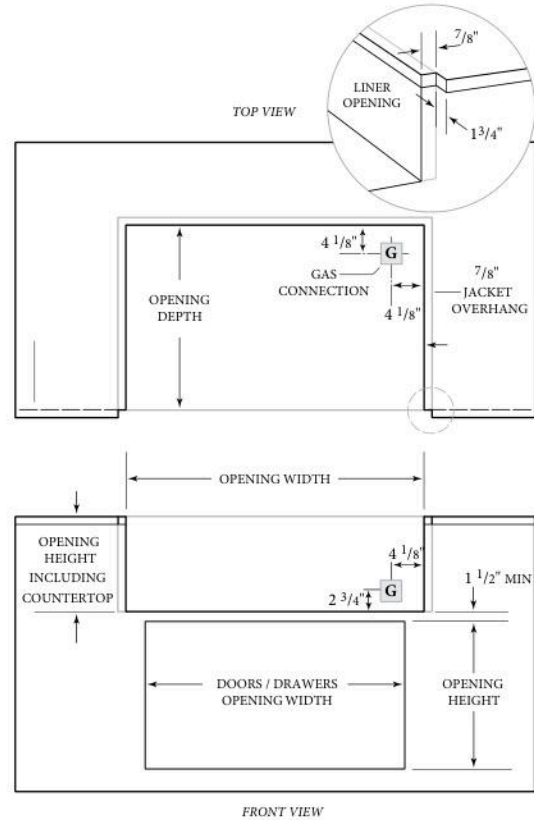 7/8"
LINER
OPENING
1 3/4"
TOP VIEW
4 1/8"
G
GAS
CONNECTION
4 1/8"
7/8"
JACKET
OVERHANG
OPENING
DEPTH
OPENING WIDTH
OPENING
HEIGHT
INCLUDING
COUNTERTOP
4 1/8"
G
2 3/4"
1 1/2" MIN
DOORS / DRAWERS
OPENING WIDTH
OPENING
HEIGHT
FRONT VIEW